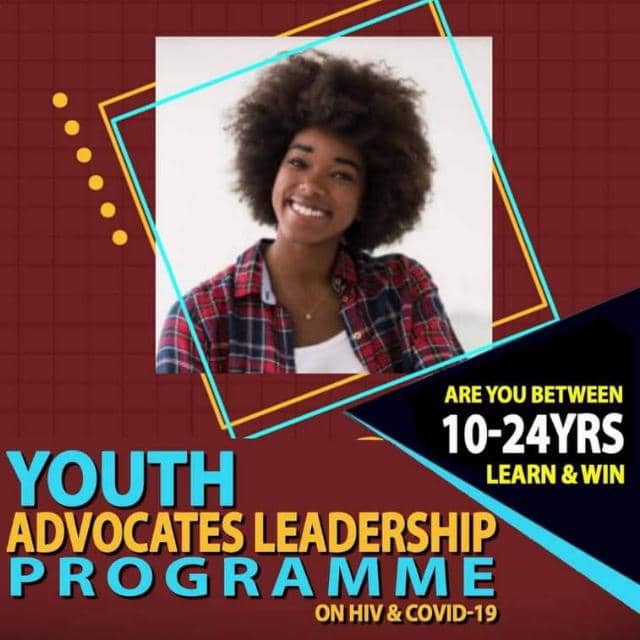 ARE YOU BETWEEN
10-24YRS
LEARN & WIN
YOUTH
ADVOCATES LEADERSHIP
PROGRAMME
ON HIV & COVID-19